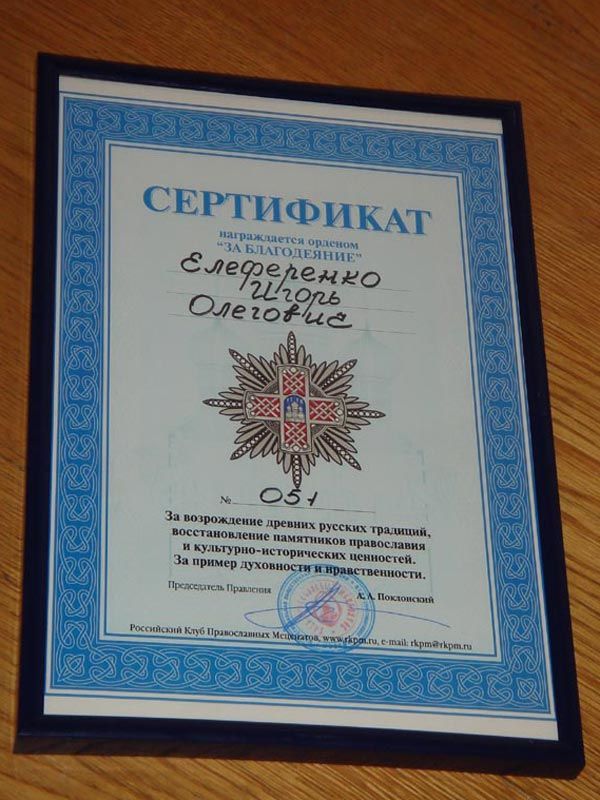 СЕРТИФИКАТ
награждается орденом
“ЗА БЛАГОДЕЯНИЕ”
Елеференко
Игорь
Олегович
№ 051
За возрождение древних русских традиций,
восстановление памятников православия
и культурно-исторических ценностей.
За пример духовности и нравственности.
Председатель Правления А. А. Поклонский
Российский Клуб Православных Меценатов, www.rkpm.ru, e-mail: rkpm@rkpm.ru